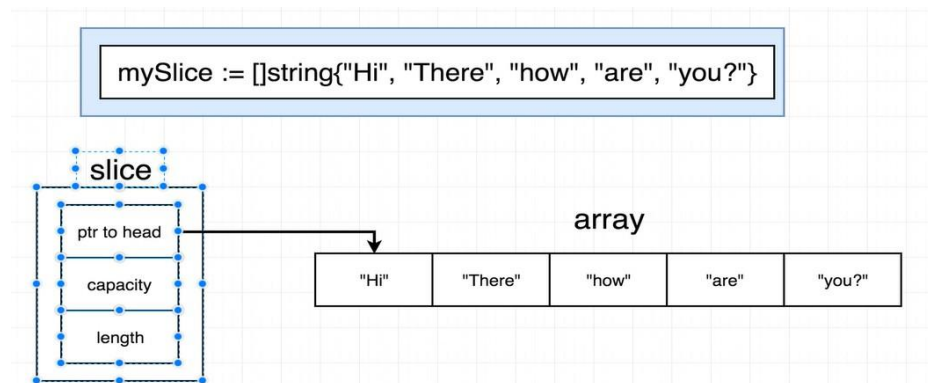 mySlice := []string{"Hi", "There", "how", "are", "you?"}
slice
ptr to head
capacity
length
array
"Hi" "There" "how" "are" "you?"